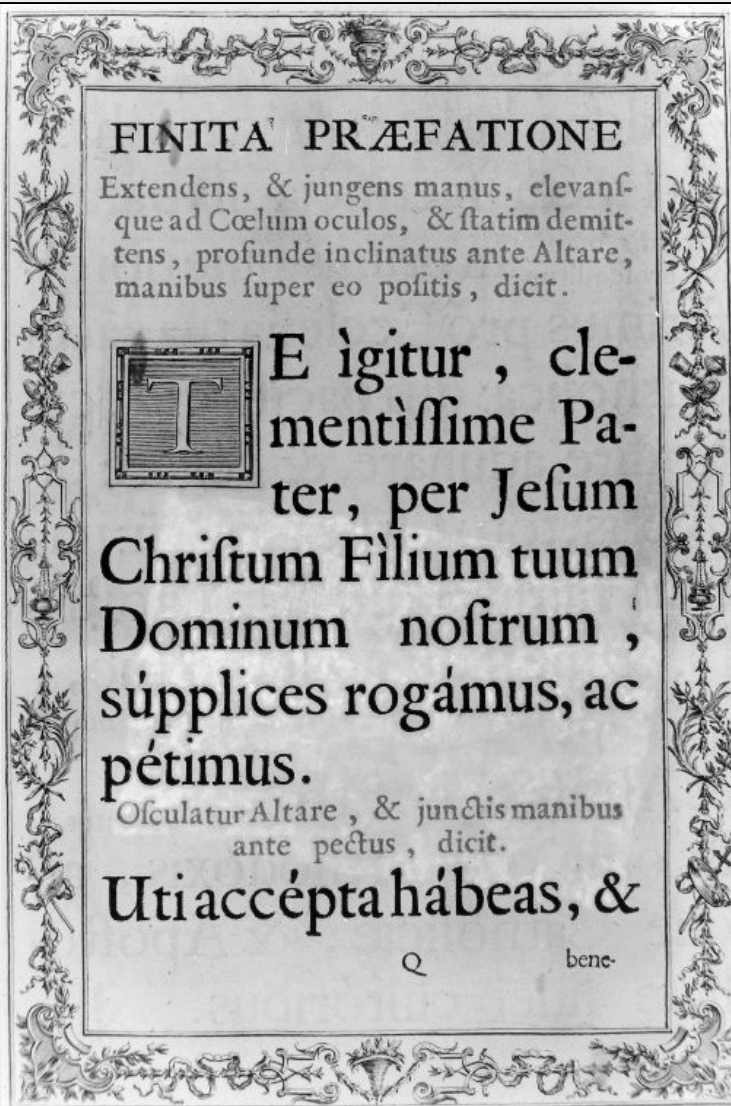 FINITA PRÆFATIONE
Extendens, & jungens manus, elevanſ-
que ad Cœlum oculos, & ſtatim demit-
tens, profunde inclinatus ante Altare,
manibus ſuper eo poſitis, dicit.
TE ìgitur, cle-
mentìſſime Pa-
ter, per Jeſum
Chriſtum Fìlium tuum
Dominum noſtrum,
súpplices rogámus, ac
pétimus.
Oſculatur Altare, & junctis manibus
ante pectus, dicit.
Uti accépta hábeas, &
Q bene-